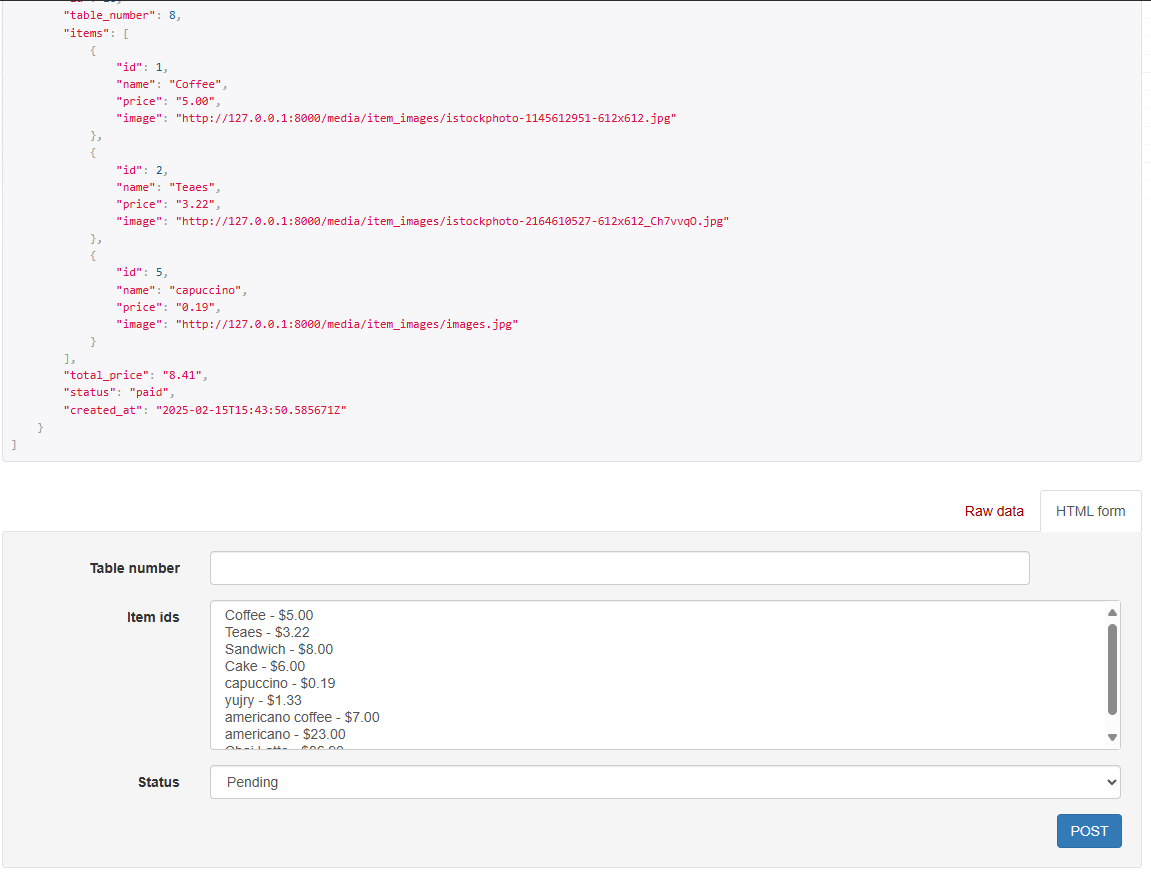 "table_number": 8,
"items": [
{
"id": 1,
"name": "Coffee",
"price": "5.00",
"image": "http://127.0.0.1:8000/media/item_images/istockphoto-1145612951-612x612.jpg"
},
{
"id": 2,
"name": "Teaes",
"price": "3.22",
"image": "http://127.0.0.1:8000/media/item_images/istockphoto-2164610527-612x612_Ch7vvqO.jpg"
},
{
"id": 5,
"name": "capuccino",
"price": "0.19",
"image": "http://127.0.0.1:8000/media/item_images/images.jpg"
}
],
"total_price": "8.41",
"status": "paid",
"created_at": "2025-02-15T15:43:50.585671Z"
}
]
Raw data
HTML form
Table number
Item ids
Coffee - $5.00
Teaes - $3.22
Sandwich - $8.00
Cake - $6.00
capuccino - $0.19
yujry - $1.33
americano coffee - $7.00
americano - $23.00
Status
Pending
POST